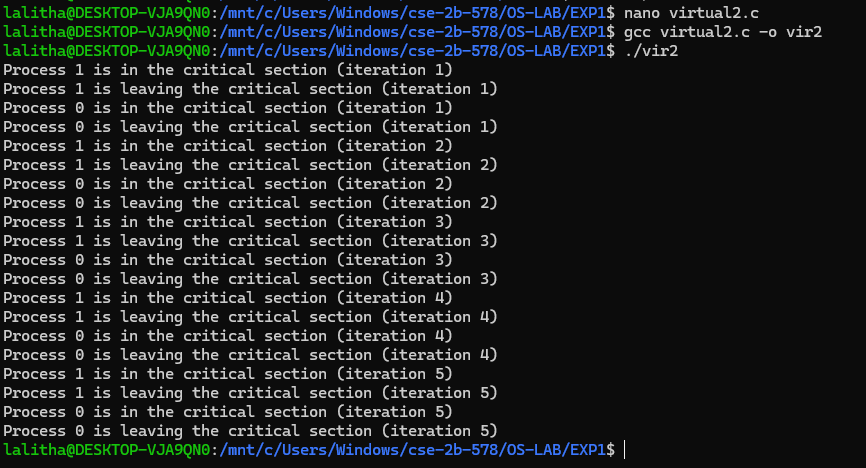 lalitha@DESKTOP-VJA9QN0:/mnt/c/Users/Windows/cse-2b-578/OS-LAB/EXP1$ nano virtual2.c
lalitha@DESKTOP-VJA9QN0:/mnt/c/Users/Windows/cse-2b-578/OS-LAB/EXP1$ gcc virtual2.c -o vir2
lalitha@DESKTOP-VJA9QN0:/mnt/c/Users/Windows/cse-2b-578/OS-LAB/EXP1$ ./vir2
Process 1 is in the critical section (iteration 1)
Process 1 is leaving the critical section (iteration 1)
Process 0 is in the critical section (iteration 1)
Process 0 is leaving the critical section (iteration 1)
Process 1 is in the critical section (iteration 2)
Process 1 is leaving the critical section (iteration 2)
Process 0 is in the critical section (iteration 2)
Process 0 is leaving the critical section (iteration 2)
Process 1 is in the critical section (iteration 3)
Process 1 is leaving the critical section (iteration 3)
Process 0 is in the critical section (iteration 3)
Process 0 is leaving the critical section (iteration 3)
Process 1 is in the critical section (iteration 4)
Process 1 is leaving the critical section (iteration 4)
Process 0 is in the critical section (iteration 4)
Process 0 is leaving the critical section (iteration 4)
Process 1 is in the critical section (iteration 5)
Process 1 is leaving the critical section (iteration 5)
Process 0 is in the critical section (iteration 5)
Process 0 is leaving the critical section (iteration 5)
lalitha@DESKTOP-VJA9QN0:/mnt/c/Users/Windows/cse-2b-578/OS-LAB/EXP1$